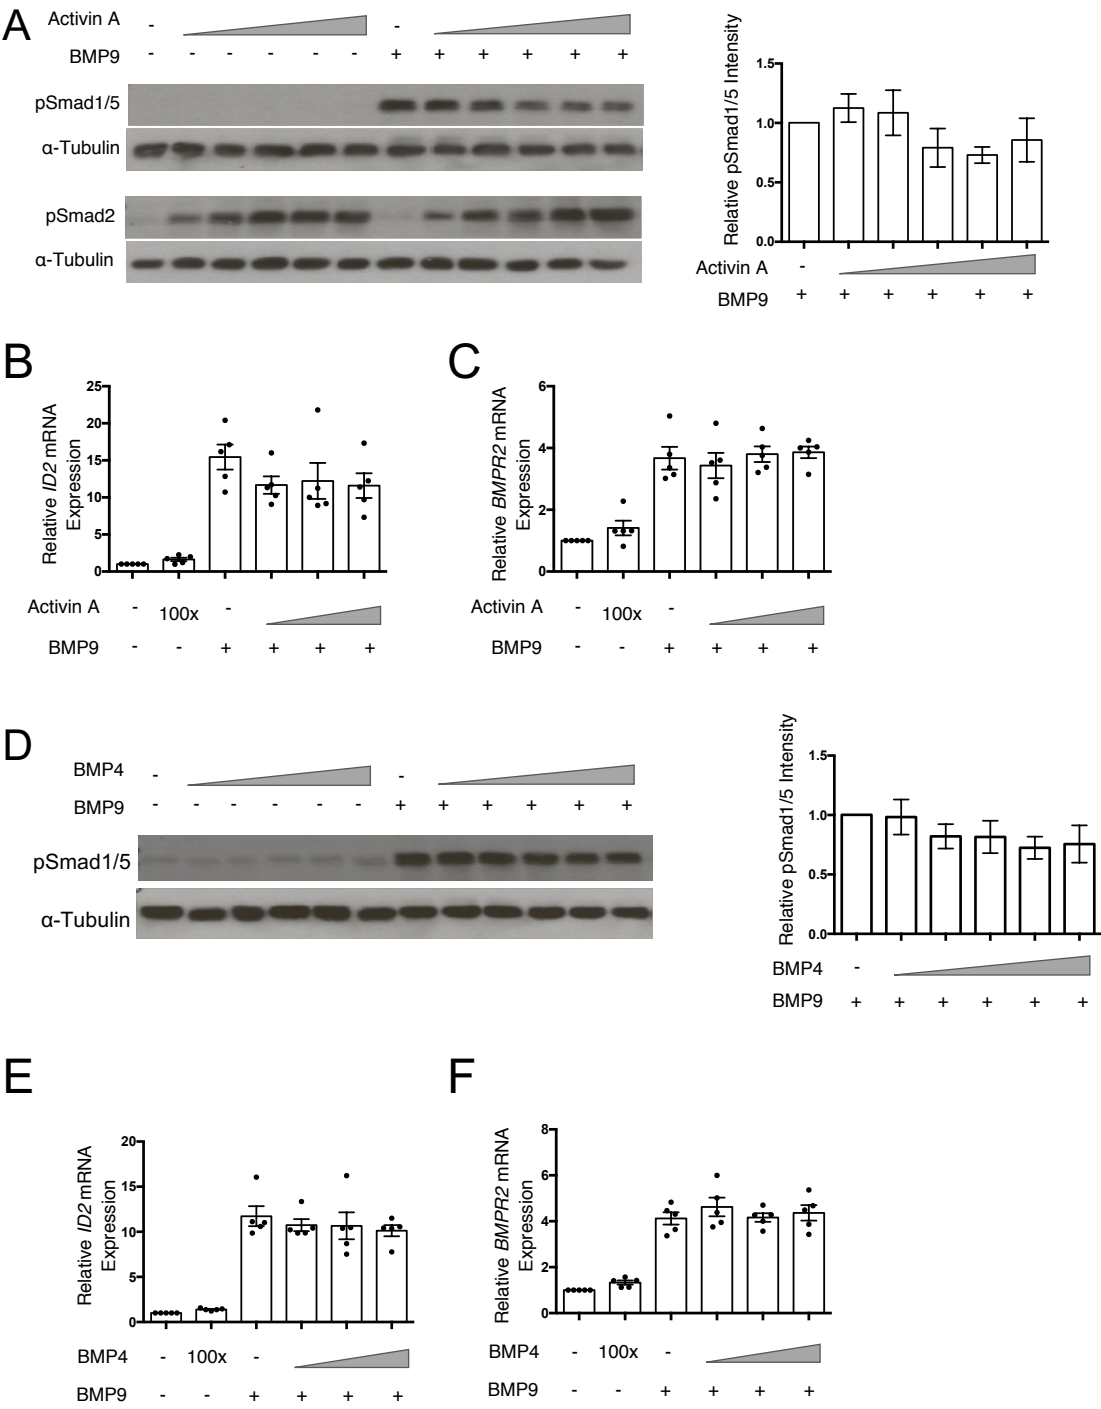 A
Activin A -
-
BMP9 - - - - - - + + + + + +
pSmad1/5
α-Tubulin
pSmad2
α-Tubulin
Relative pSmad1/5 Intensity
1.5
1.0
0.5
0.0
Activin A -
BMP9 + + + + + +
B
Relative ID2 mRNA
Expression
25
20
15
10
5
0
Activin A - 100x -
BMP9 - - + + + +
C
Relative BMPR2 mRNA
Expression
6
4
2
0
Activin A - 100x -
BMP9 - - + + + +
D
BMP4 - -
BMP9 - - - - - - + + + + + +
pSmad1/5
α-Tubulin
Relative pSmad1/5 Intensity
1.5
1.0
0.5
0.0
BMP4 -
BMP9 + + + + + +
E
Relative ID2 mRNA
Expression
20
15
10
5
0
BMP4 - 100x -
BMP9 - - + + + +
F
Relative BMPR2 mRNA
Expression
8
6
4
2
0
BMP4 - 100x -
BMP9 - - + + + +